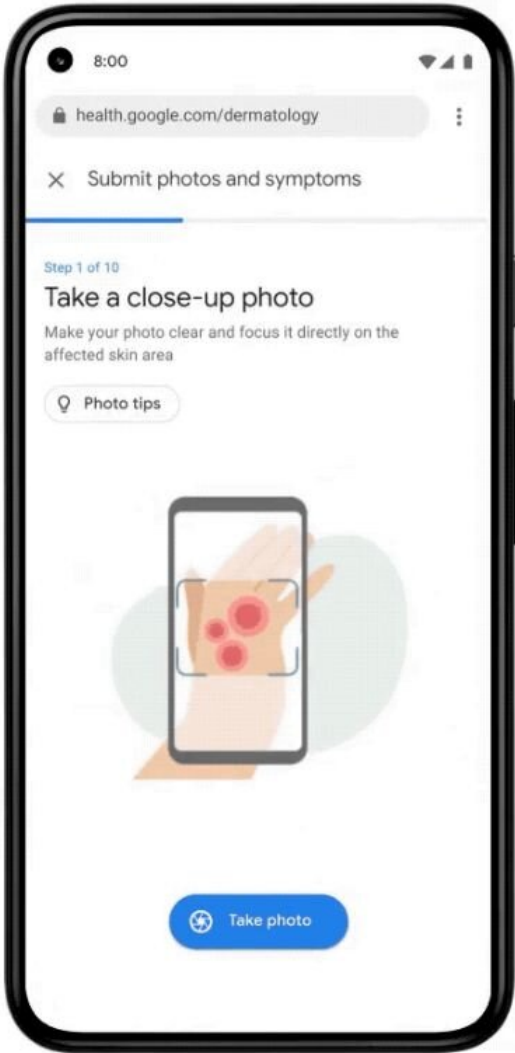 8:00
health.google.com/dermatology
Submit photos and symptoms
Step 1 of 10
Take a close-up photo
Make your photo clear and focus it directly on the
affected skin area
Photo tips
Take photo